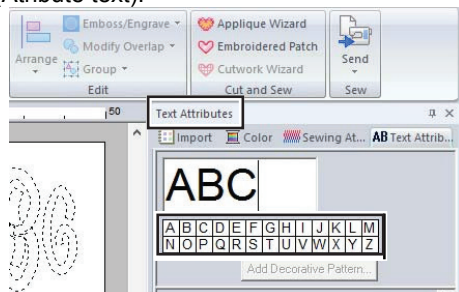 (Attribute text).
Emboss/Engrave
Modify Overlap
Arrange
Group
Edit
Applique Wizard
Embroidered Patch
Cutwork Wizard
Cut and Sew
Send
Sew
50
Text Attributes
Import Color Sewing At... AB Text Attrib...
ABC
A B C D E F G H I J K L M
N O P Q R S T U V W X Y Z
Add Decorative Pattern...